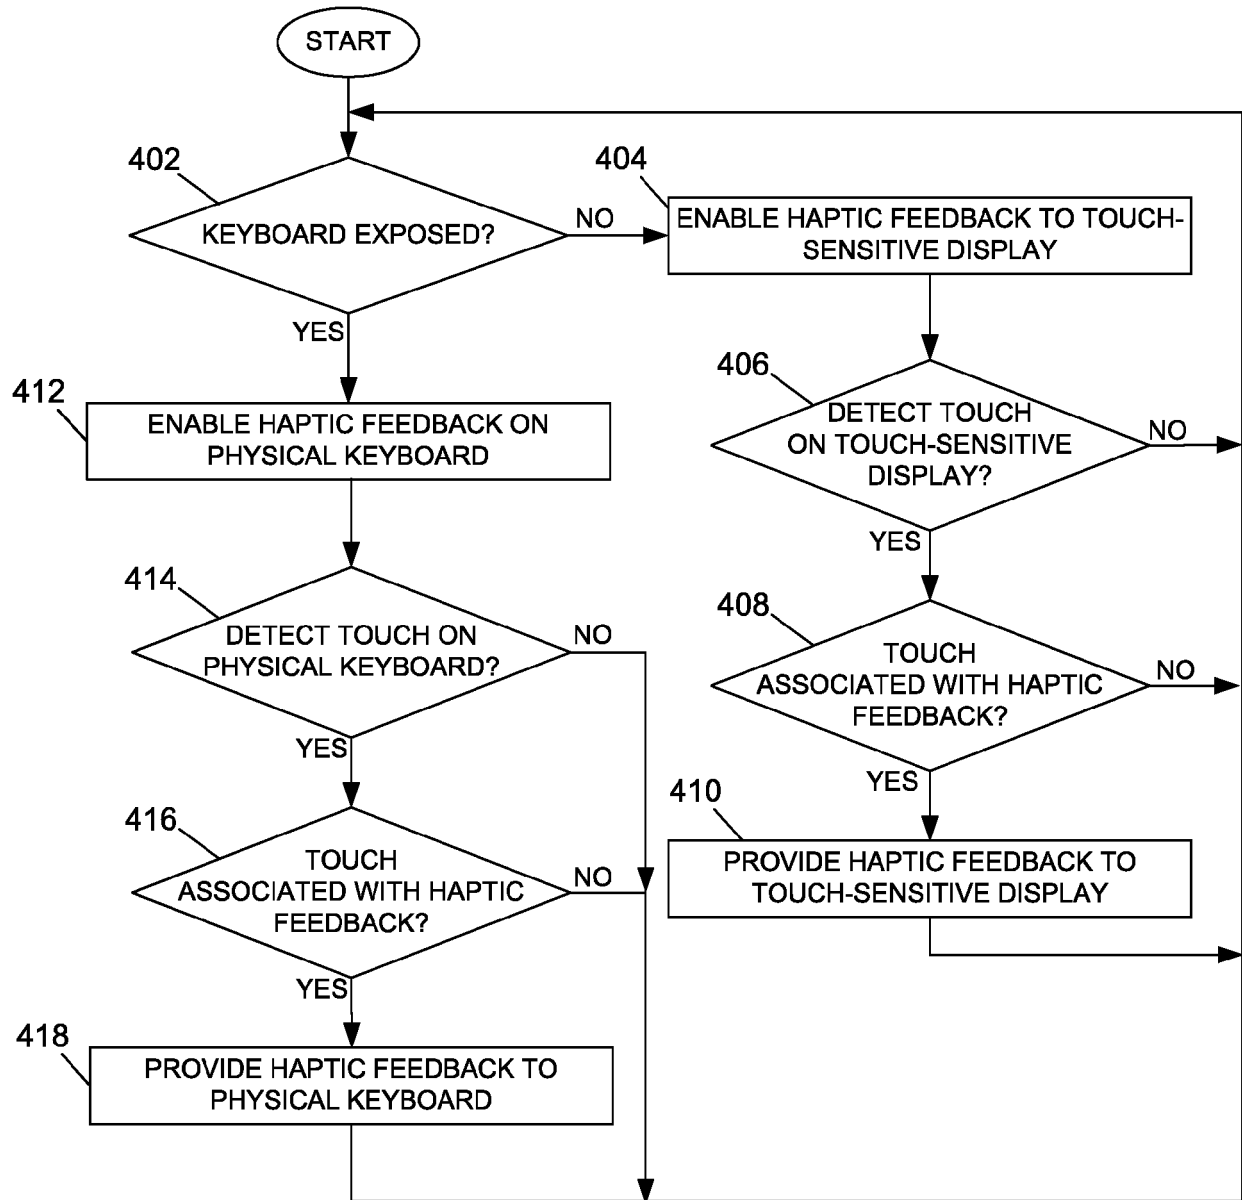 START
402
KEYBOARD EXPOSED?
NO
YES
404
ENABLE HAPTIC FEEDBACK TO TOUCH-
SENSITIVE DISPLAY
406
DETECT TOUCH
ON TOUCH-SENSITIVE
DISPLAY?
NO
YES
408
TOUCH
ASSOCIATED WITH HAPTIC
FEEDBACK?
NO
YES
410
PROVIDE HAPTIC FEEDBACK TO
TOUCH-SENSITIVE DISPLAY
412
ENABLE HAPTIC FEEDBACK ON
PHYSICAL KEYBOARD
414
DETECT TOUCH ON
PHYSICAL KEYBOARD?
NO
YES
416
TOUCH
ASSOCIATED WITH HAPTIC
FEEDBACK?
NO
YES
418
PROVIDE HAPTIC FEEDBACK TO
PHYSICAL KEYBOARD